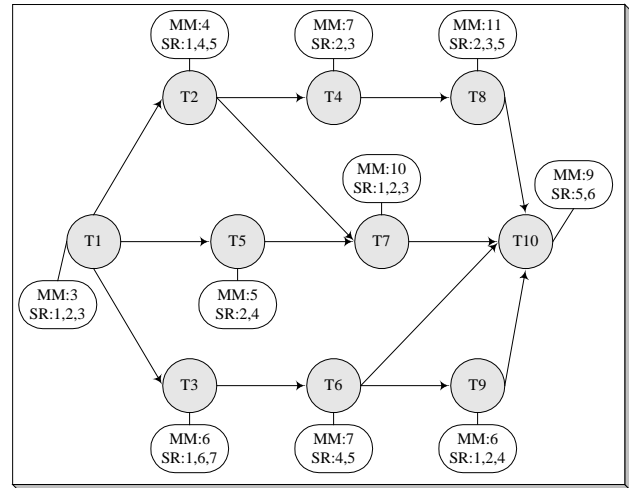 MM:4
SR:1,4,5
MM:7
SR:2,3
MM:11
SR:2,3,5
T2
T4
T8
MM:10
SR:1,2,3
MM:9
SR:5,6
T1
T5
T7
T10
MM:3
SR:1,2,3
MM:5
SR:2,4
T3
T6
T9
MM:6
SR:1,6,7
MM:7
SR:4,5
MM:6
SR:1,2,4